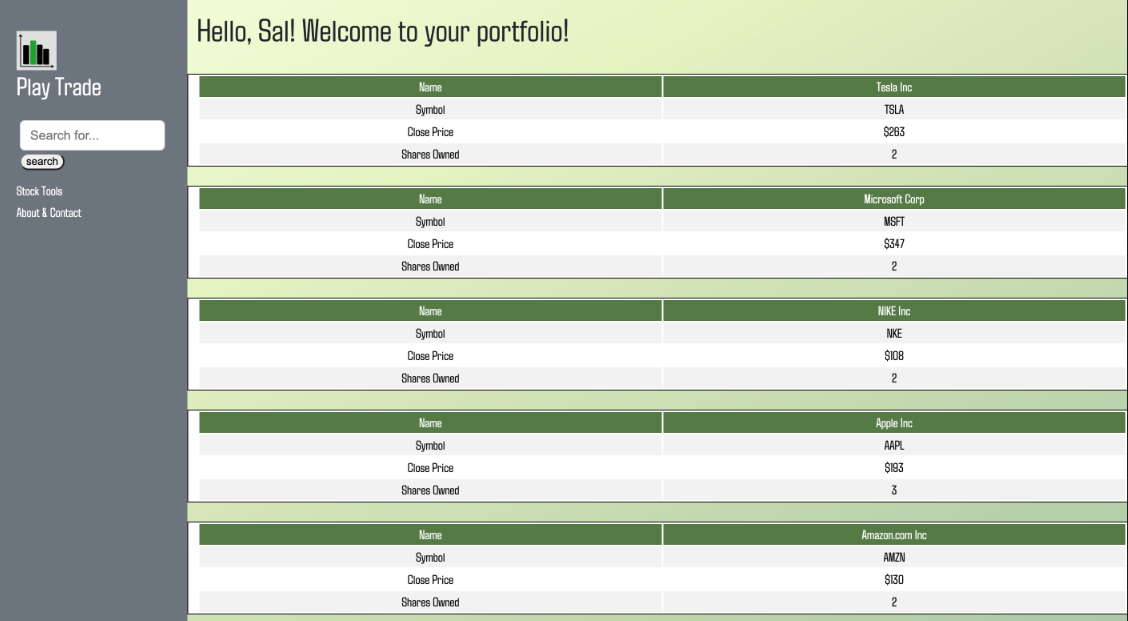 Hello, Sal! Welcome to your portfolio!
Play Trade
Search for...
search
Stock Tools
About & Contact
Name Tesla Inc
Symbol TSLA
Close Price $263
Shares Owned 2
Name Microsoft Corp
Symbol MSFT
Close Price $347
Shares Owned 2
Name NIKE Inc
Symbol NKE
Close Price $108
Shares Owned 2
Name Apple Inc
Symbol AAPL
Close Price $193
Shares Owned 3
Name Amazon.com Inc
Symbol AMZN
Close Price $130
Shares Owned 2